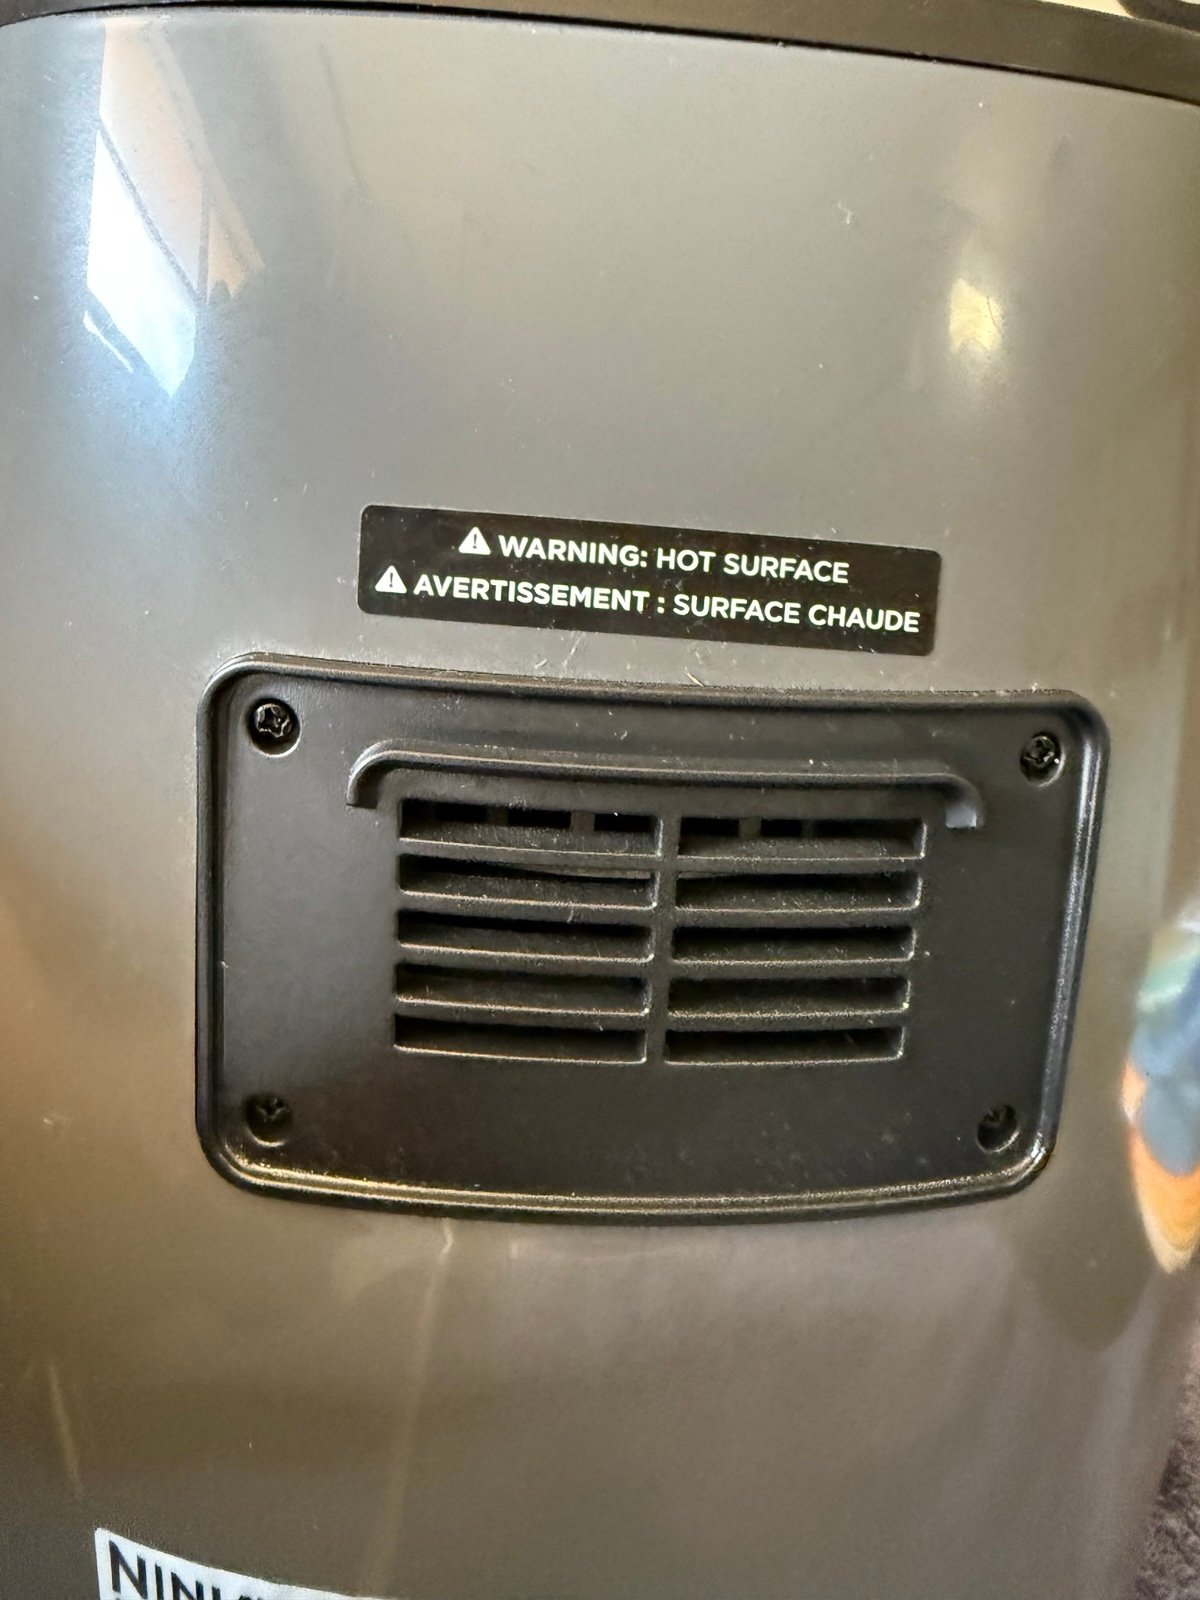 ⚠ WARNING: HOT SURFACE
⚠ AVERTISSEMENT : SURFACE CHAUDE